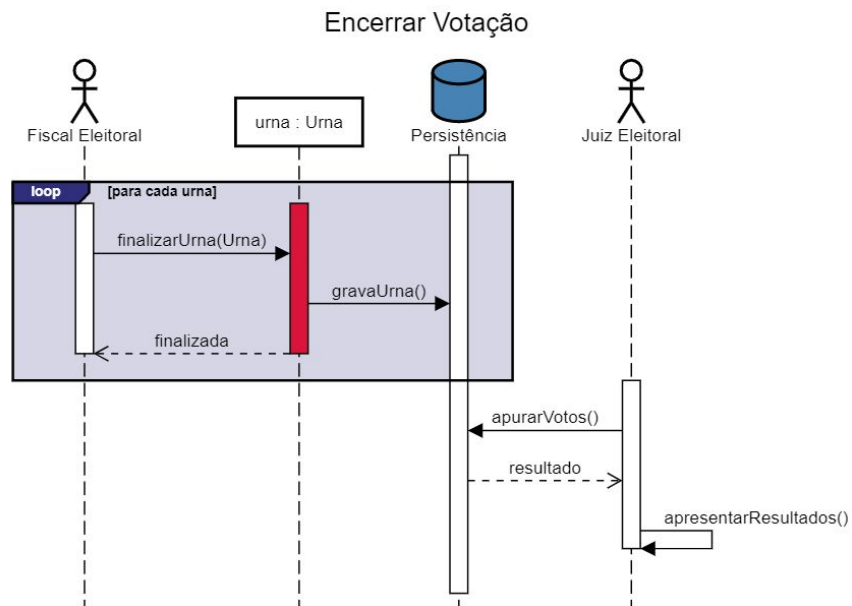 Encerrar Votação
Fiscal Eleitoral
urna : Urna
Persistência
Juiz Eleitoral
loop
[para cada urna]
finalizarUrna(Urna)
gravaUrna()
finalizada
apurarVotos()
resultado
apresentarResultados()